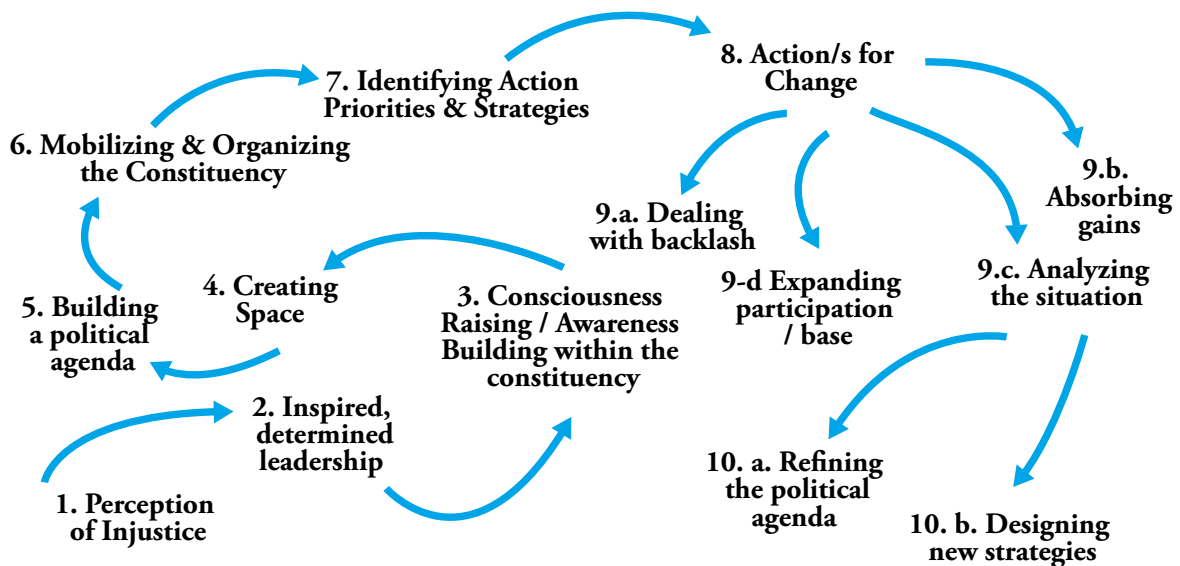 1. Perception
of Injustice
2. Inspired,
determined
leadership
3. Consciousness
Raising / Awareness
Building within the
constituency
4. Creating
Space
5. Building
a political
agenda
6. Mobilizing & Organizing
the Constituency
7. Identifying Action
Priorities & Strategies
8. Action/s for
Change
9.a. Dealing
with backlash
9.b.
Absorbing
gains
9.c. Analyzing
the situation
9-d Expanding
participation
/ base
10. a. Refining
the political
agenda
10. b. Designing
new strategies